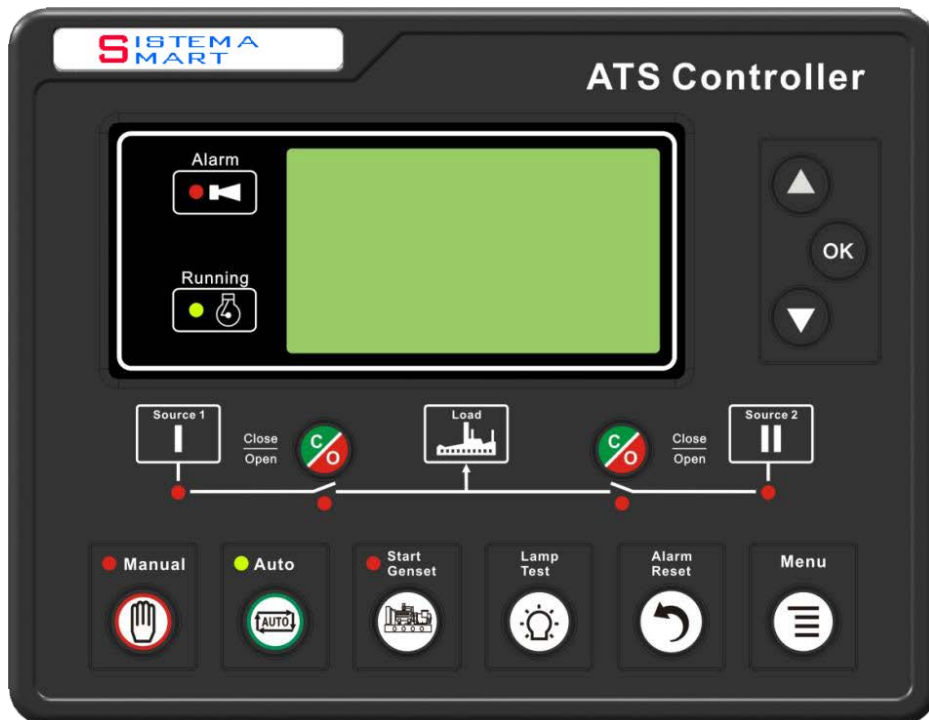 SISTEMA
SMART
ATS Controller
Alarm
Running
OK
Source 1
I
Close
Open
C/O
Load
C/O
Close
Open
Source 2
II
Manual
Auto
Start
Genset
Lamp
Test
Alarm
Reset
Menu
AUTO